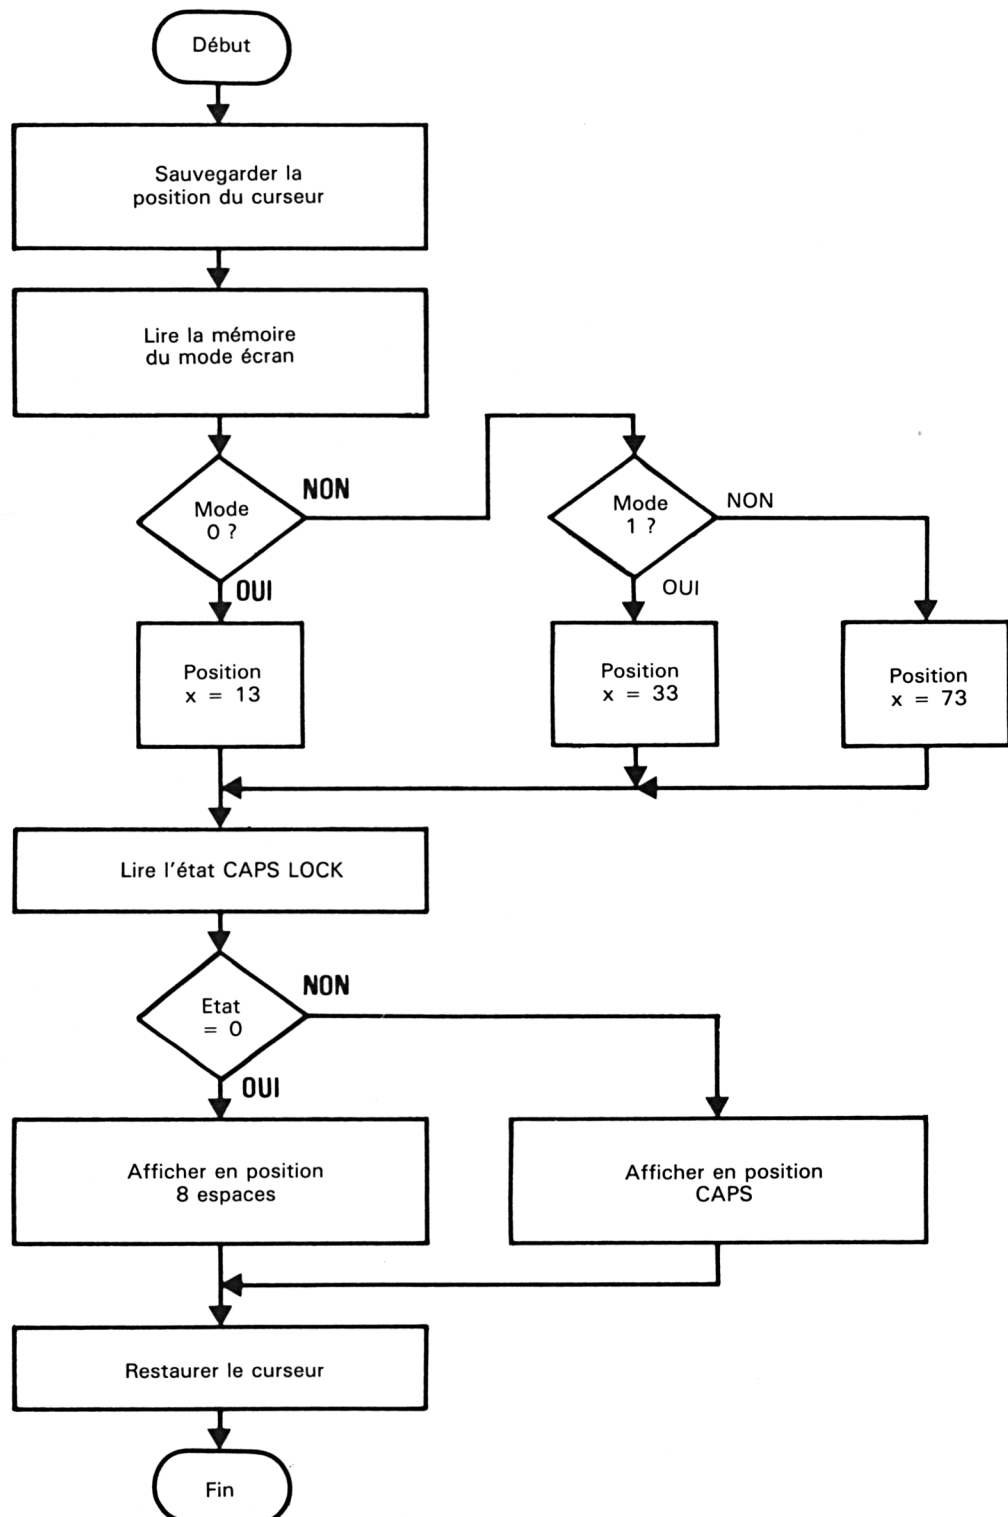 Début
Sauvegarder la
position du curseur
Lire la mémoire
du mode écran
Mode
0 ?
NON
OUI
Mode
1 ?
NON
OUI
Position
x = 13
Position
x = 33
Position
x = 73
Lire l'état CAPS LOCK
Etat
= 0
NON
OUI
Afficher en position
8 espaces
Afficher en position
CAPS
Restaurer le curseur
Fin